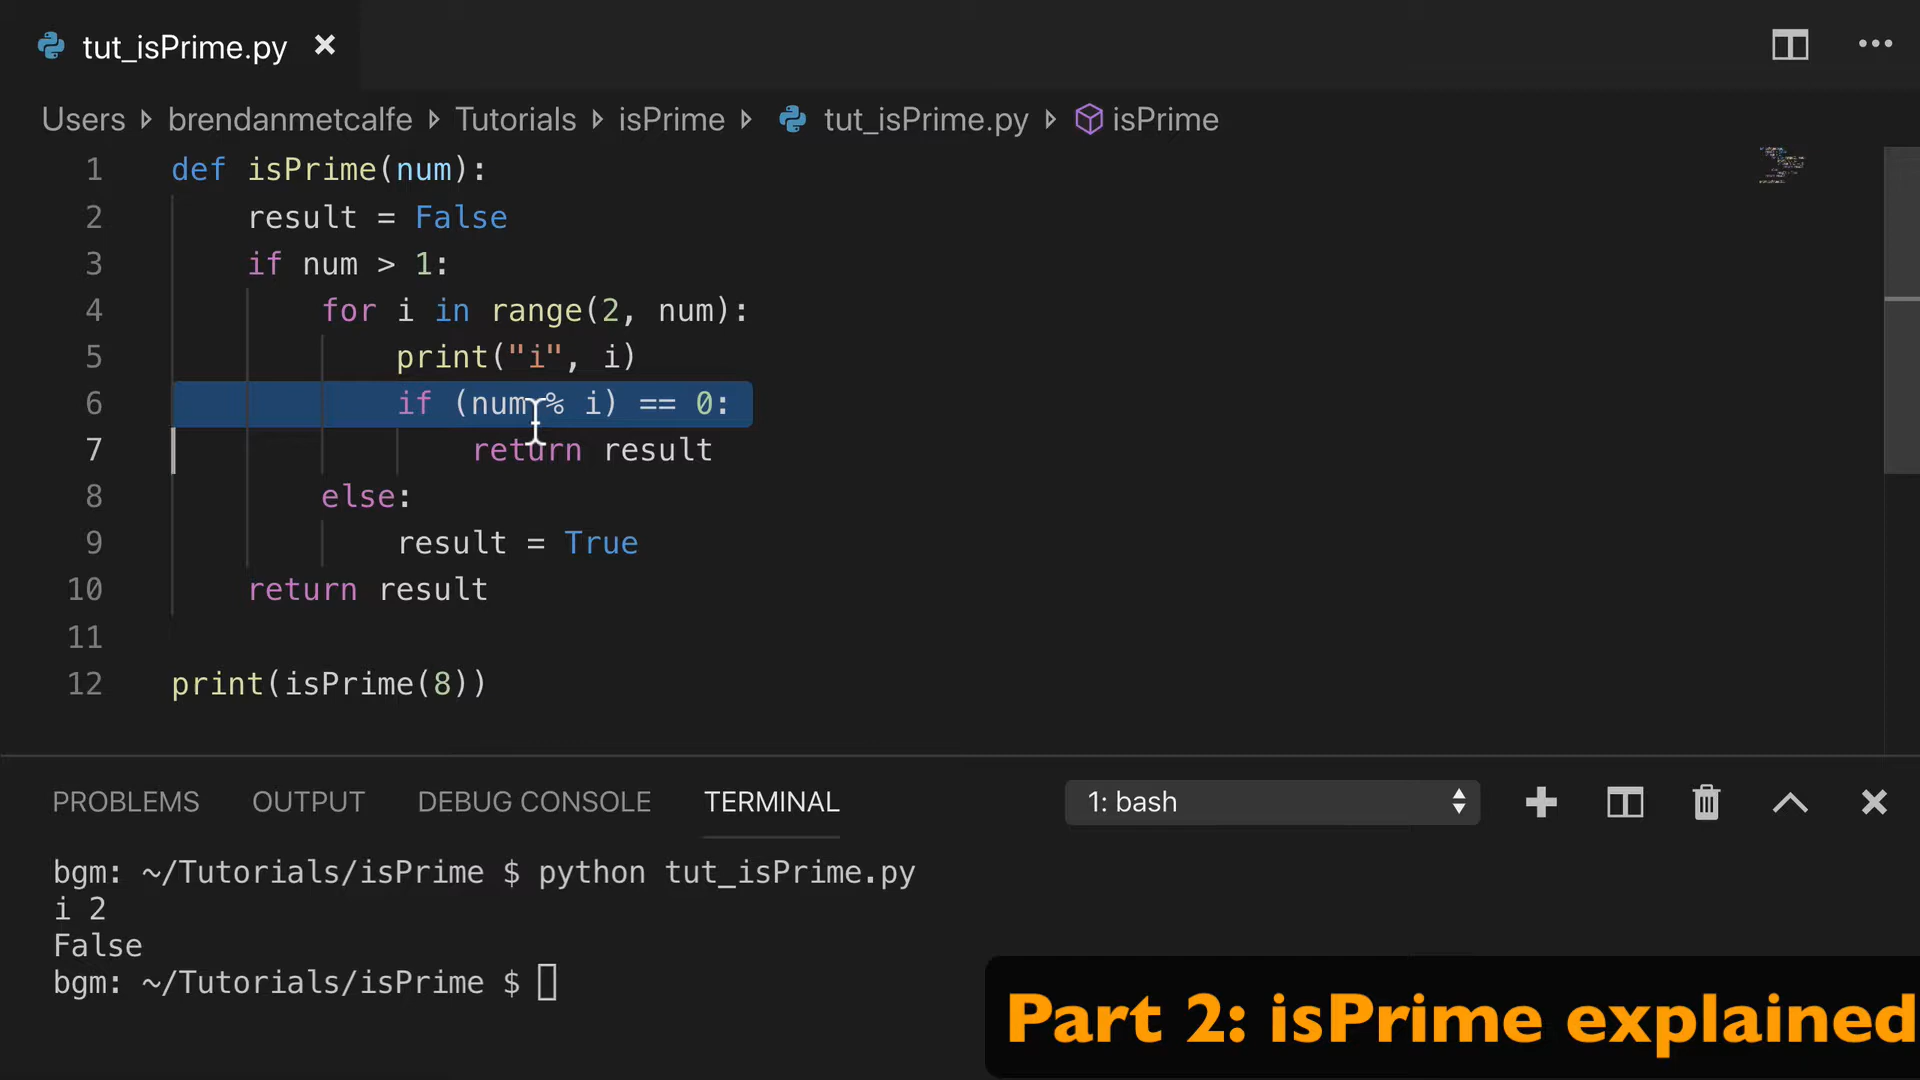 tut_isPrime.py
Users brendanmetcalfe Tutorials isPrime tut_isPrime.py isPrime
1 def isPrime(num):
2 result = False
3 if num > 1:
4 for i in range(2, num):
5 print("i", i)
6 if (num % i) == 0:
7 return result
8 else:
9 result = True
10 return result
11
12 print(isPrime(8))
PROBLEMS OUTPUT DEBUG CONSOLE TERMINAL 1: bash
bgm: ~/Tutorials/isPrime $ python tut_isPrime.py
i 2
False
bgm: ~/Tutorials/isPrime $
Part 2: isPrime explained